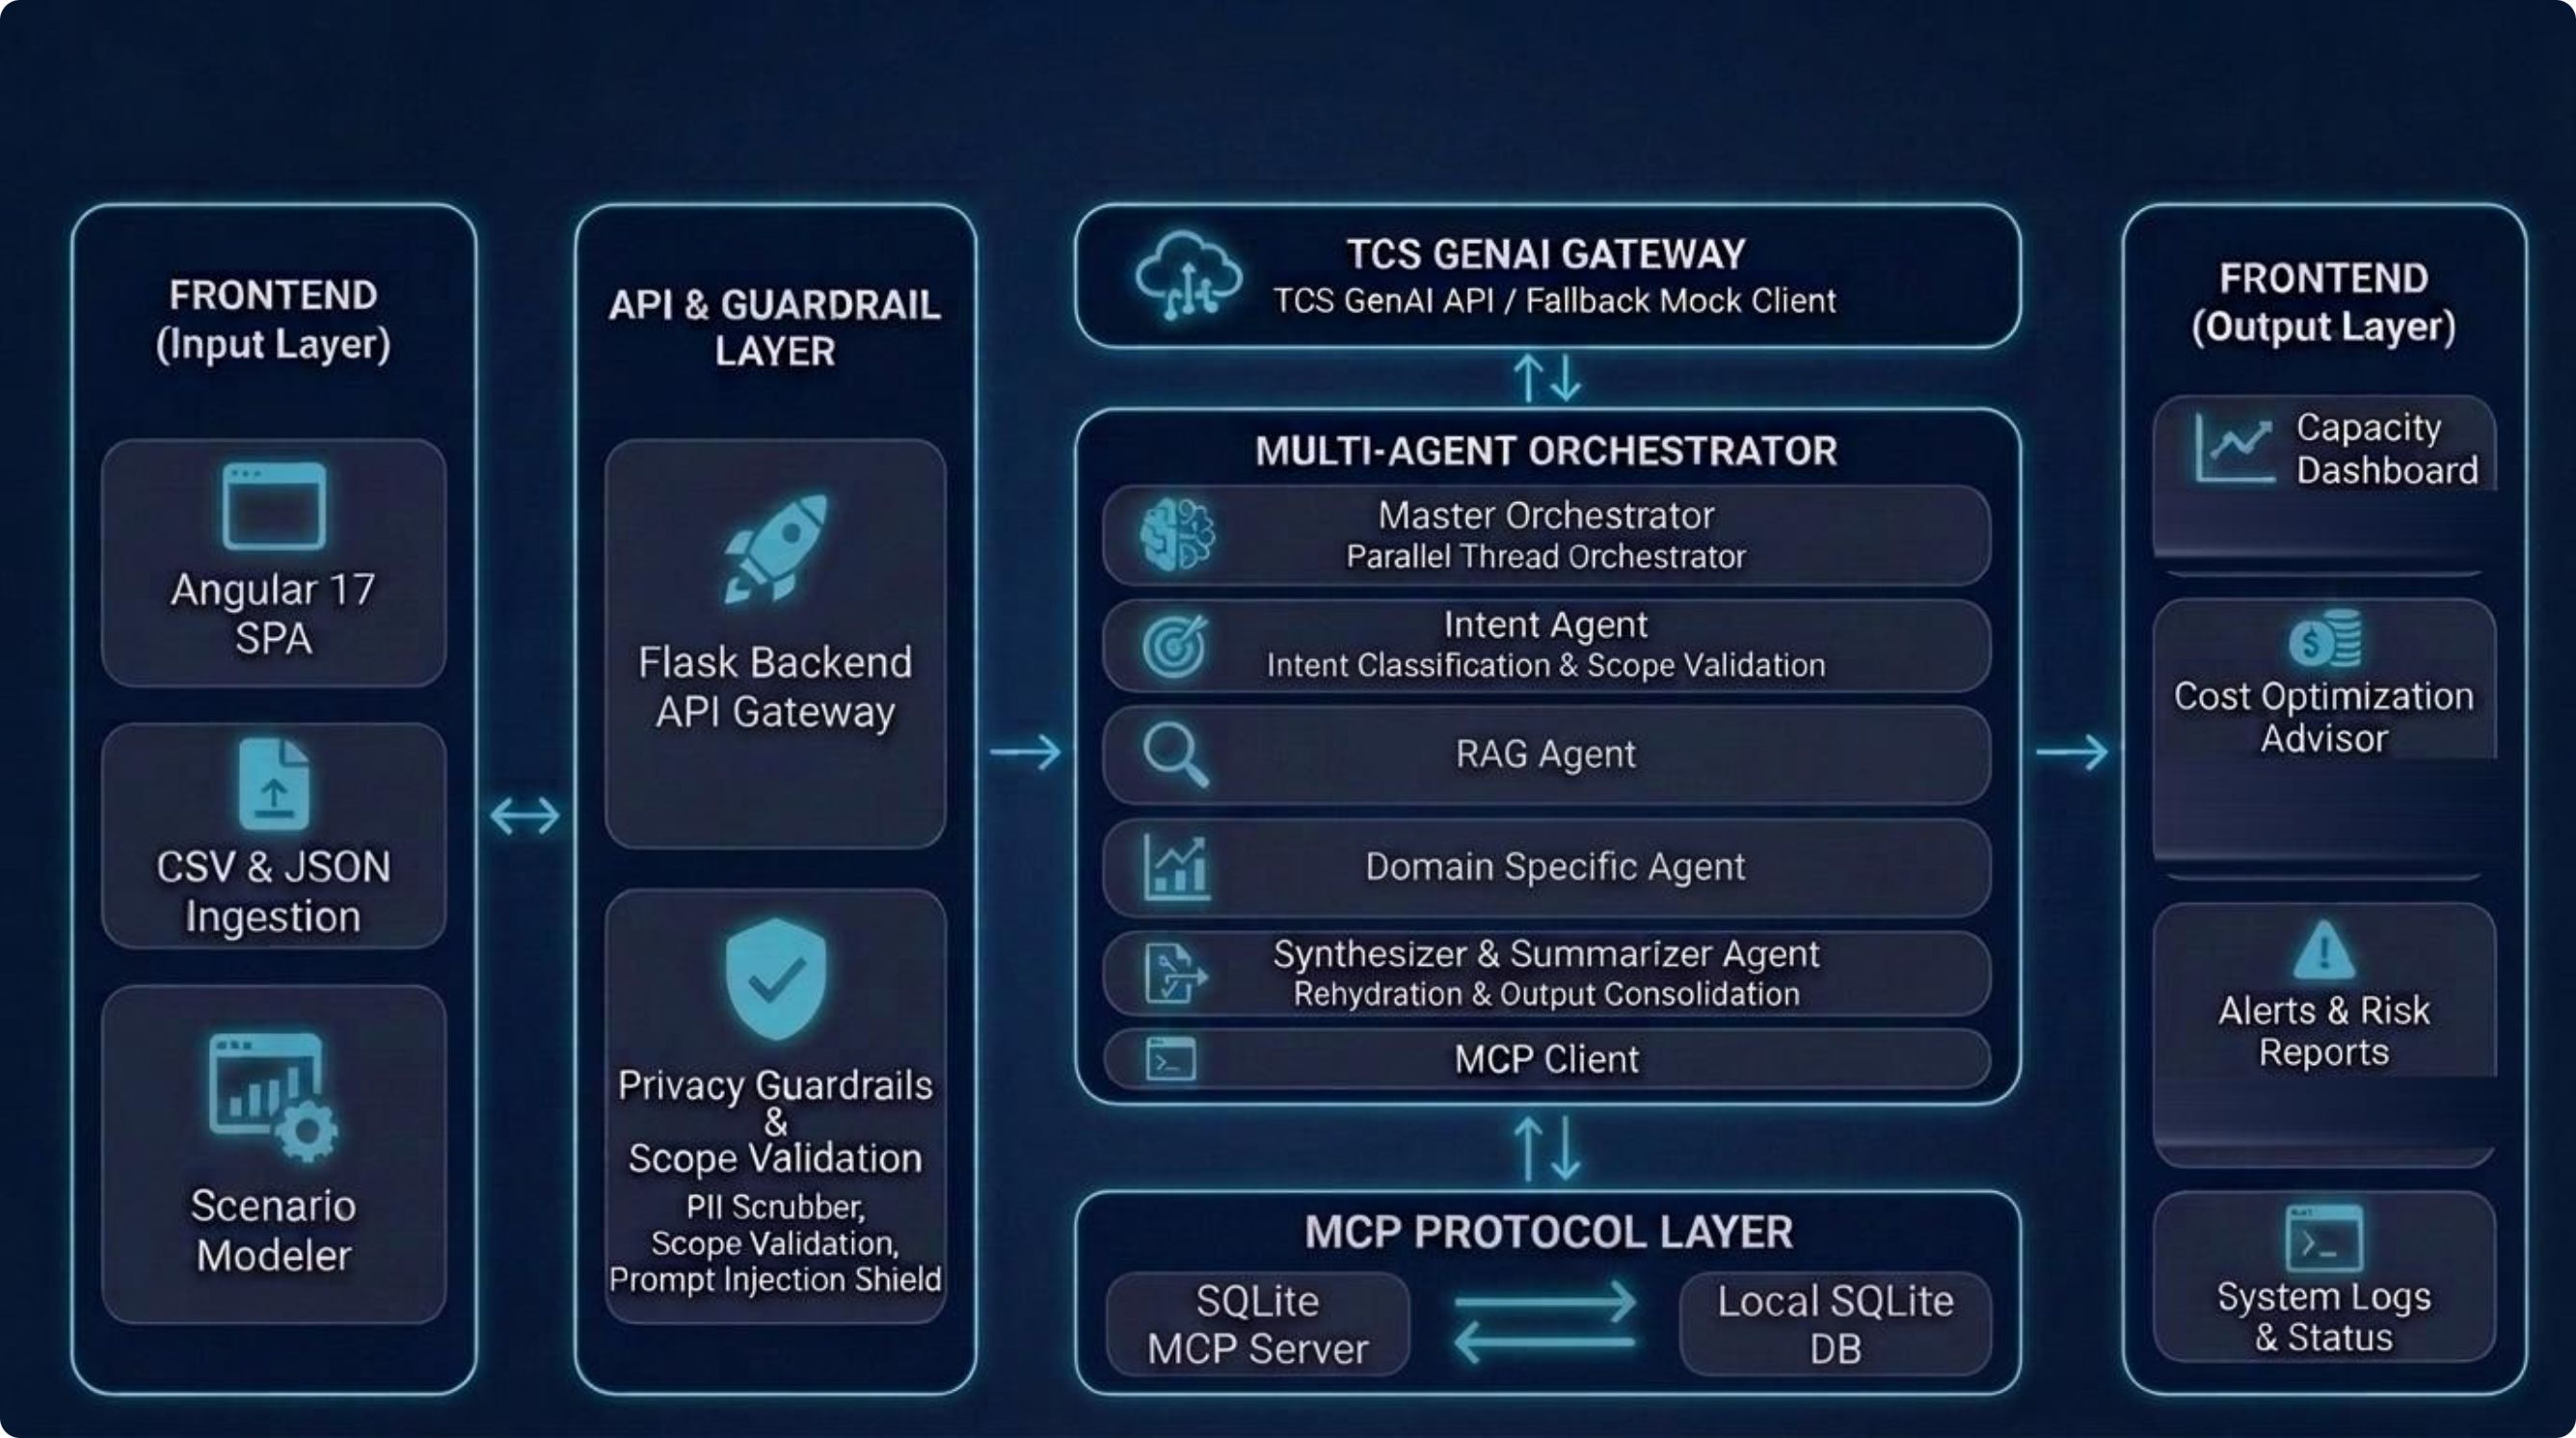 FRONTEND
(Input Layer)
Angular 17
SPA
CSV & JSON
Ingestion
Scenario
Modeler
API & GUARDRAIL
LAYER
Flask Backend
API Gateway
Privacy Guardrails
&
Scope Validation
PII Scrubber,
Scope Validation,
Prompt Injection Shield
TCS GENAI GATEWAY
TCS GenAI API / Fallback Mock Client
MULTI-AGENT ORCHESTRATOR
Master Orchestrator
Parallel Thread Orchestrator
Intent Agent
Intent Classification & Scope Validation
RAG Agent
Domain Specific Agent
Synthesizer & Summarizer Agent
Rehydration & Output Consolidation
MCP Client
MCP PROTOCOL LAYER
SQLite
MCP Server
Local SQLite
DB
FRONTEND
(Output Layer)
Capacity
Dashboard
Cost Optimization
Advisor
Alerts & Risk
Reports
System Logs
& Status